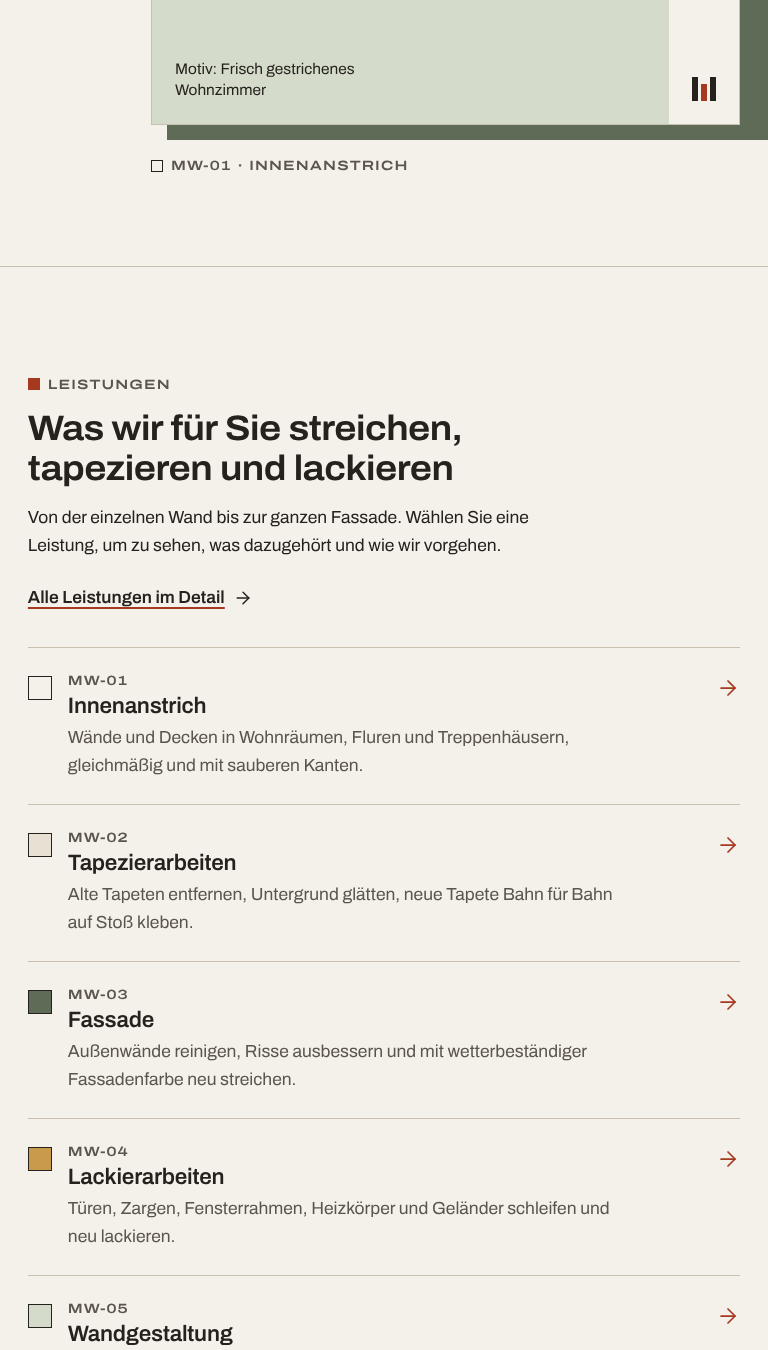 Motiv: Frisch gestrichenes
Wohnzimmer
MW-01 · INNENANSTRICH
LEISTUNGEN
Was wir für Sie streichen,
tapezieren und lackieren
Von der einzelnen Wand bis zur ganzen Fassade. Wählen Sie eine
Leistung, um zu sehen, was dazugehört und wie wir vorgehen.
Alle Leistungen im Detail
MW-01
Innenanstrich
Wände und Decken in Wohnräumen, Fluren und Treppenhäusern,
gleichmäßig und mit sauberen Kanten.
MW-02
Tapezierarbeiten
Alte Tapeten entfernen, Untergrund glätten, neue Tapete Bahn für Bahn
auf Stoß kleben.
MW-03
Fassade
Außenwände reinigen, Risse ausbessern und mit wetterbeständiger
Fassadenfarbe neu streichen.
MW-04
Lackierarbeiten
Türen, Zargen, Fensterrahmen, Heizkörper und Geländer schleifen und
neu lackieren.
MW-05
Wandgestaltung